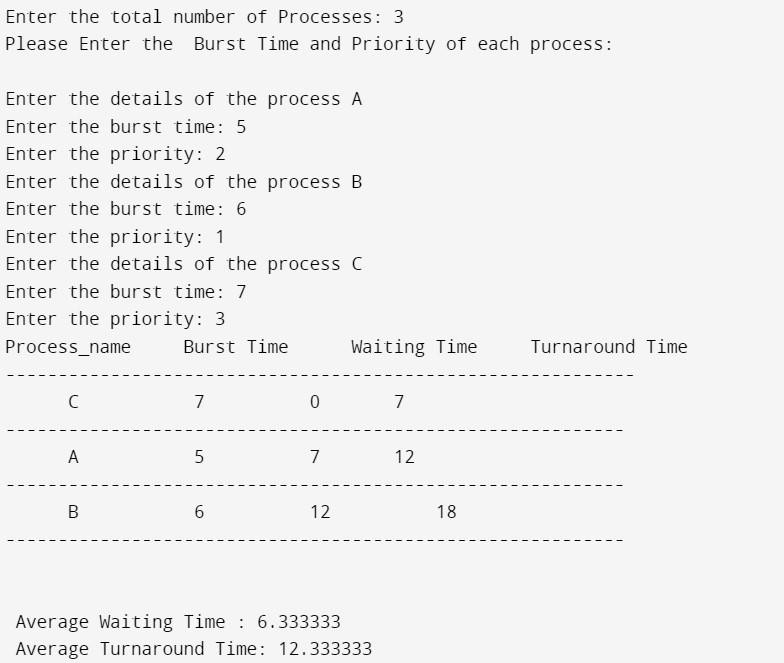 Enter the total number of Processes: 3
Please Enter the  Burst Time and Priority of each process:
Enter the details of the process A
Enter the burst time: 5
Enter the priority: 2
Enter the details of the process B
Enter the burst time: 6
Enter the priority: 1
Enter the details of the process C
Enter the burst time: 7
Enter the priority: 3
Process_name     Burst Time      Waiting Time     Turnaround Time
------------------------------------------------------------
      C           7          0       7
-----------------------------------------------------------
      A           5          7       12
-----------------------------------------------------------
      B           6          12          18
-----------------------------------------------------------
 Average Waiting Time : 6.333333
 Average Turnaround Time: 12.333333